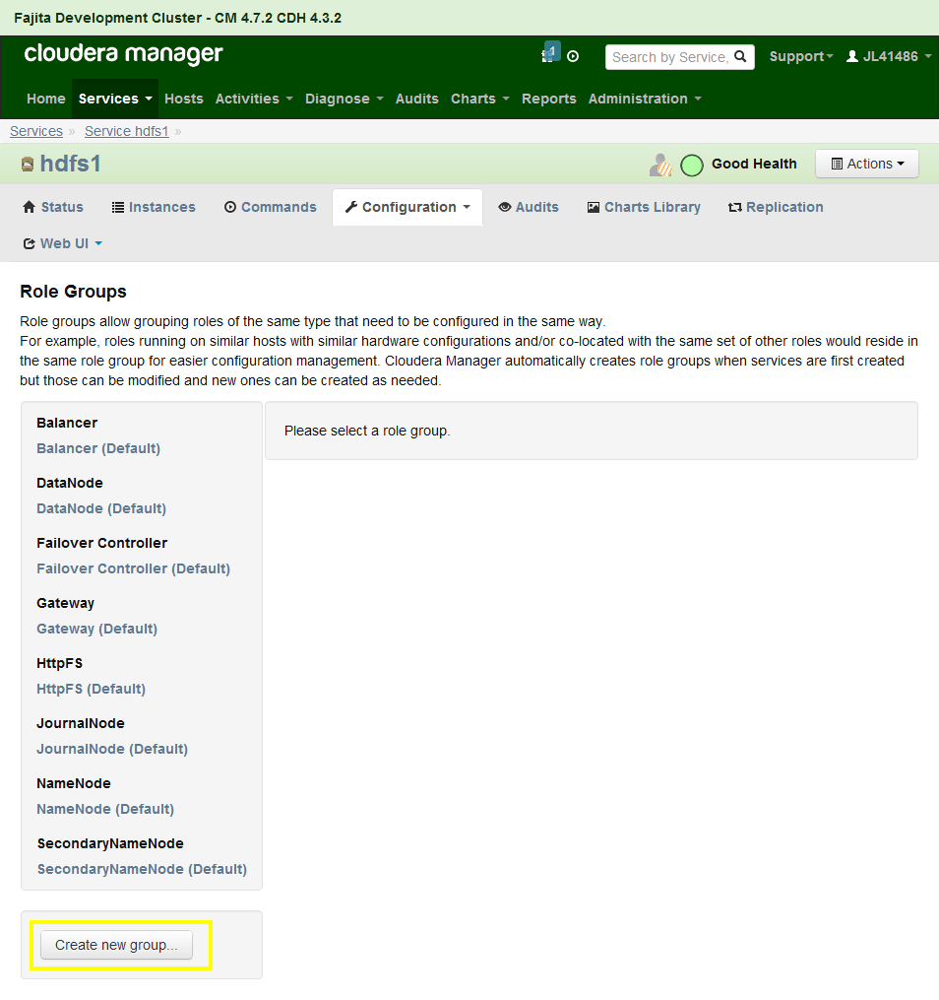 Fajita Development Cluster - CM 4.7.2 CDH 4.3.2
cloudera manager
1
Search by Service,
Support
JL41486
Home Services Hosts Activities Diagnose Audits Charts Reports Administration
Services » Service hdfs1 »
hdfs1
Good Health
Actions
Status Instances Commands Configuration Audits Charts Library Replication
Web UI
Role Groups
Role groups allow grouping roles of the same type that need to be configured in the same way.
For example, roles running on similar hosts with similar hardware configurations and/or co-located with the same set of other roles would reside in
the same role group for easier configuration management. Cloudera Manager automatically creates role groups when services are first created
but those can be modified and new ones can be created as needed.
Balancer
Balancer (Default)
DataNode
DataNode (Default)
Failover Controller
Failover Controller (Default)
Gateway
Gateway (Default)
HttpFS
HttpFS (Default)
JournalNode
JournalNode (Default)
NameNode
NameNode (Default)
SecondaryNameNode
SecondaryNameNode (Default)
Please select a role group.
Create new group...